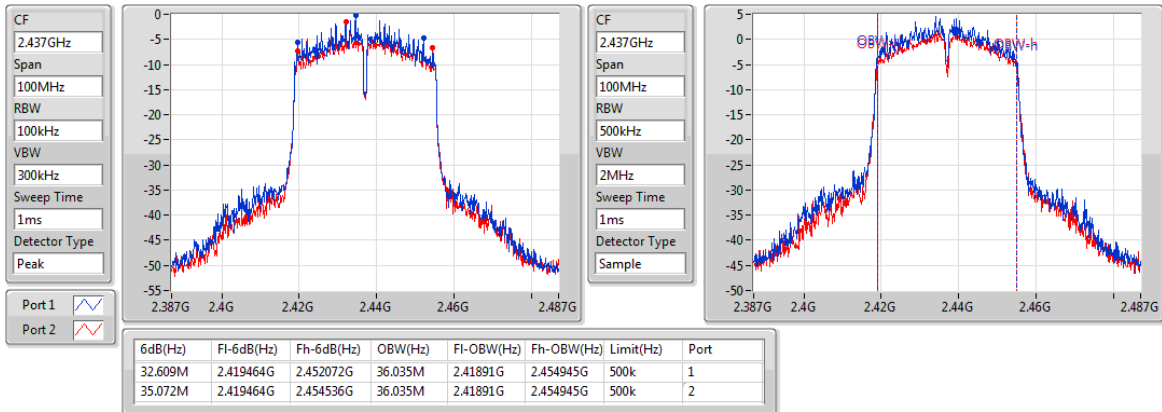 CF
2.437GHz
Span
100MHz
RBW
100kHz
VBW
300kHz
Sweep Time
1ms
Detector Type
Peak
Port 1
Port 2
0
-5
-10
-15
-20
-25
-30
-35
-40
-45
-50
-55
2.387G 2.4G 2.42G 2.44G 2.46G 2.487G
CF
2.437GHz
Span
100MHz
RBW
500kHz
VBW
2MHz
Sweep Time
1ms
Detector Type
Sample
5
0
-5
-10
-15
-20
-25
-30
-35
-40
-45
-50
OBW-h
2.387G 2.4G 2.42G 2.44G 2.46G 2.487G
6dB(Hz) Fl-6dB(Hz) Fh-6dB(Hz) OBW(Hz) Fl-OBW(Hz) Fh-OBW(Hz) Limit(Hz) Port
32.609M 2.419464G 2.452072G 36.035M 2.41891G 2.454945G 500k 1
35.072M 2.419464G 2.454536G 36.035M 2.41891G 2.454945G 500k 2